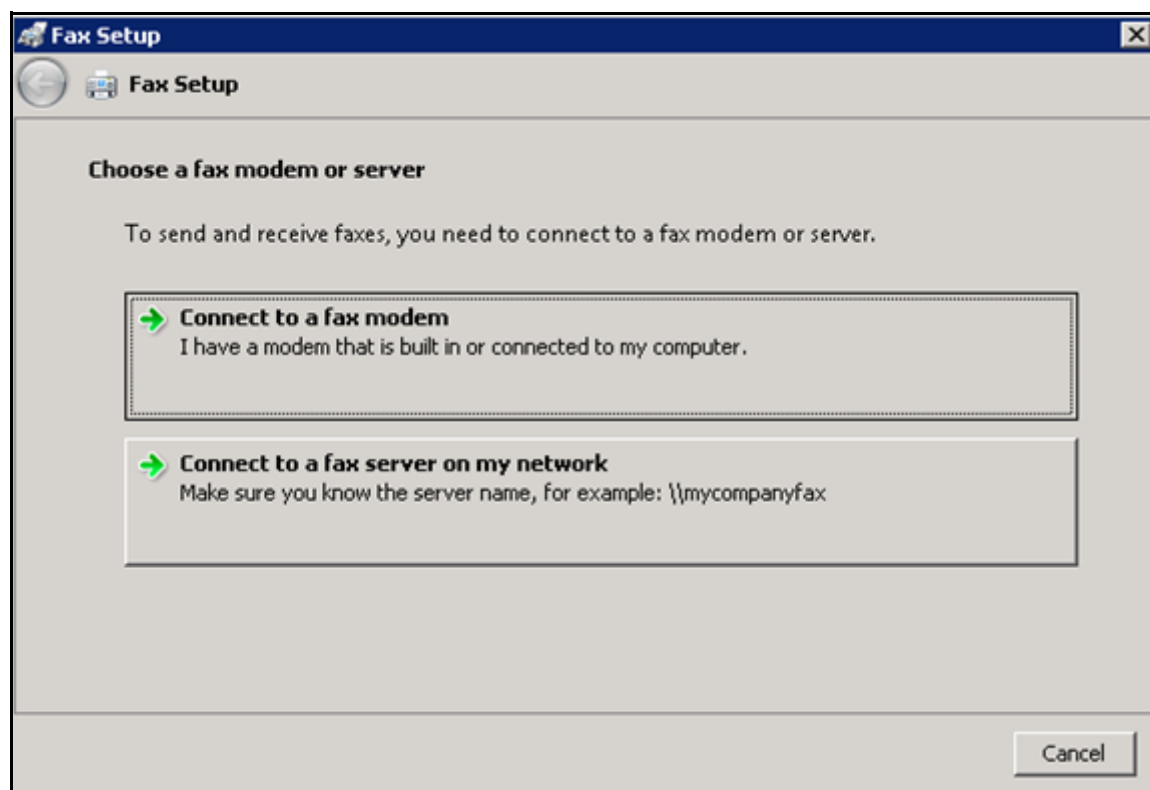 Fax Setup
Fax Setup
Choose a fax modem or server
To send and receive faxes, you need to connect to a fax modem or server.
Connect to a fax modem
I have a modem that is built in or connected to my computer.
Connect to a fax server on my network
Make sure you know the server name, for example: \\mycompanyfax
Cancel